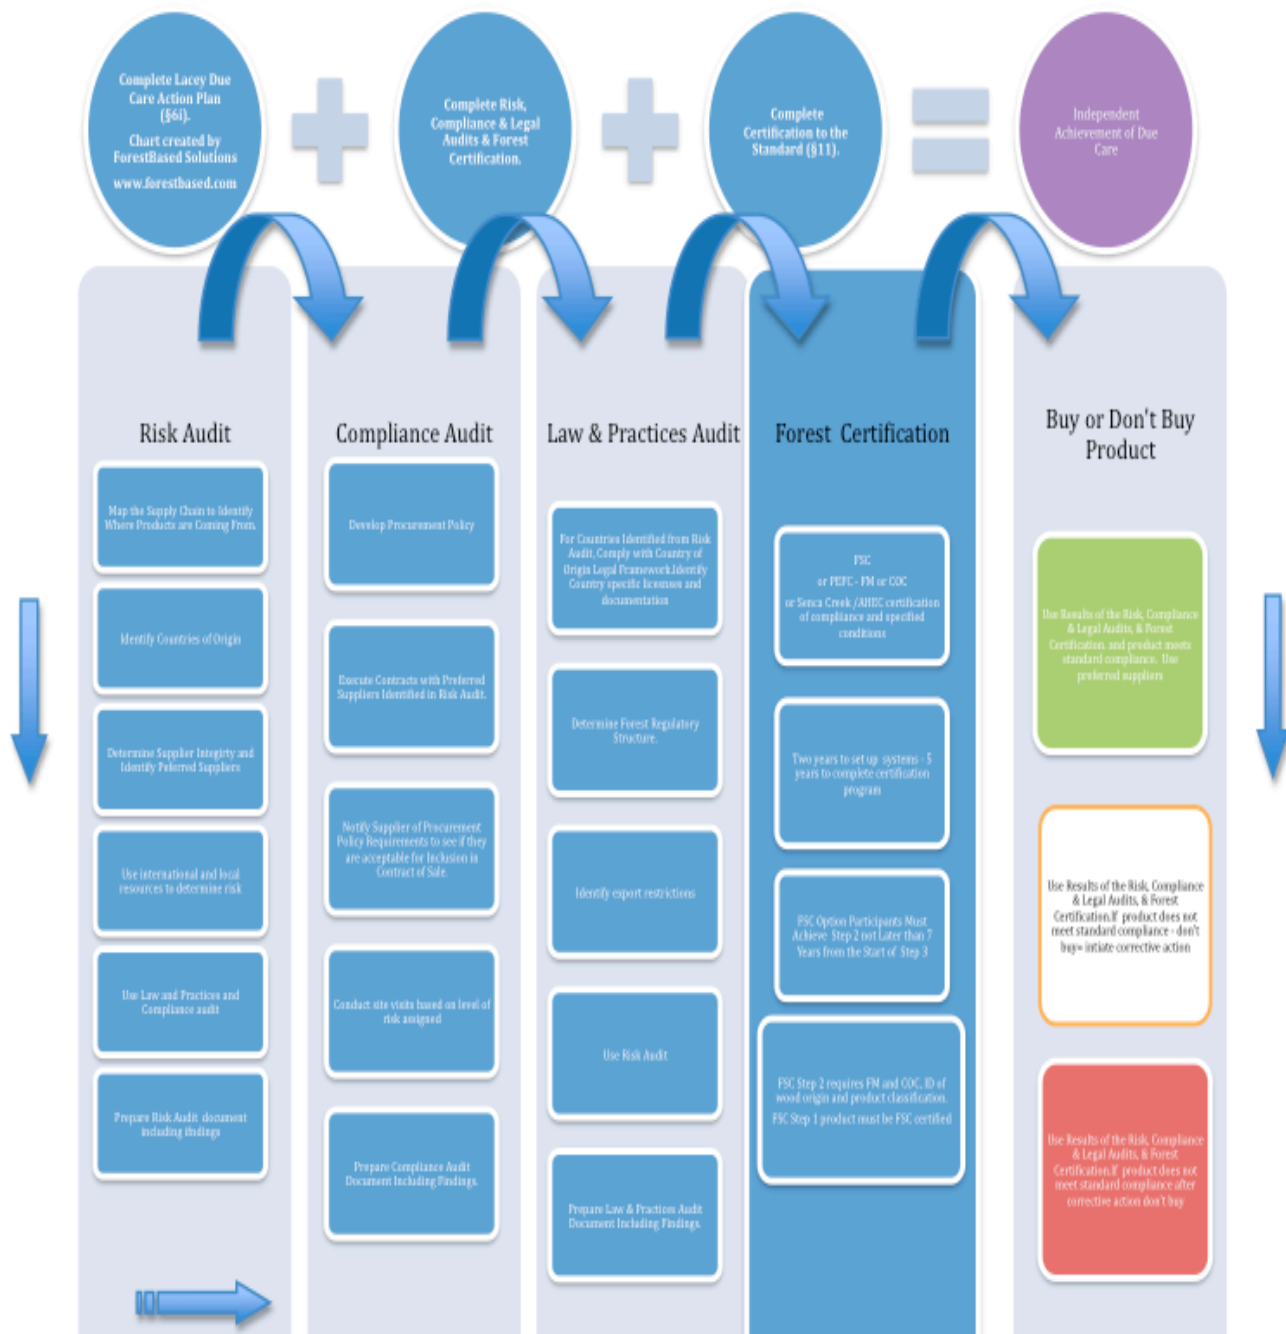 Complete Lacey Due
Care Action Plan
(§6i).
Chart created by
ForestBased Solutions
www.forestbased.com
Complete Risk,
Compliance & Legal
Audits & Forest
Certification.
Complete
Certification to the
Standard (§11).
Independent
Achievement of Due
Care
Risk Audit
Map the Supply Chain to Identify
Where Products are Coming From.
Identify Countries of Origin
Determine Supplier Integirty and
Identify Peferred Suppliers
Use international and local
resources to determine risk
Use Law and Practices and
Compliance audit
Prepare Risk Audit document
including ifndings
Compliance Audit
Develop Procurement Policy
Execute Contracts with Preferred
Suppliers Identified in Risk Audit.
Notify Supplier of Procurement
Policy Requirements to see if they
are acceptable for Inclusion in
Contract of Sale.
Conduct site visits based on level of
risk assigned
Prepare Compliance Audit
Document Including Findings.
Law & Practices Audit
For Countries Identified from Risk
Audit, Comply with Country of
Origin Legal Framework.Identify
Country specific licenses and
documentation
Determine Forest Regulatory
Structure.
Identify export restrictions
Use Risk Audit
Prepare Law & Practices Audit
Document Including Findings.
Forest Certification
FSC
or PEFC - FM or COC
or Senca Creek /AHEC certification
of compliance and specified
conditions
Two years to set up systems - 5
years to complete certification
program
FSC Option Participants Must
Achieve Step 2 not Later than 7
Years from the Start of Step 3
FSC Step 2 requires FM and COC, ID of
wood origin and product classification.
FSC Step 1 product must be FSC certified
Buy or Don't Buy
Product
Use Results of the Risk, Compliance
& Legal Audits, & Forest
Certification. and product meets
standard compliance. Use
preferred suppliers
Use Results of the Risk, Compliance
& Legal Audits, & Forest
Certification.If product does not
meet standard compliance - don't
buy= intiate corrective action
Use Results of the Risk, Compliance
& Legal Audits, & Forest
Certification.If product does not
meet standard compliance after
corrective action don't buy